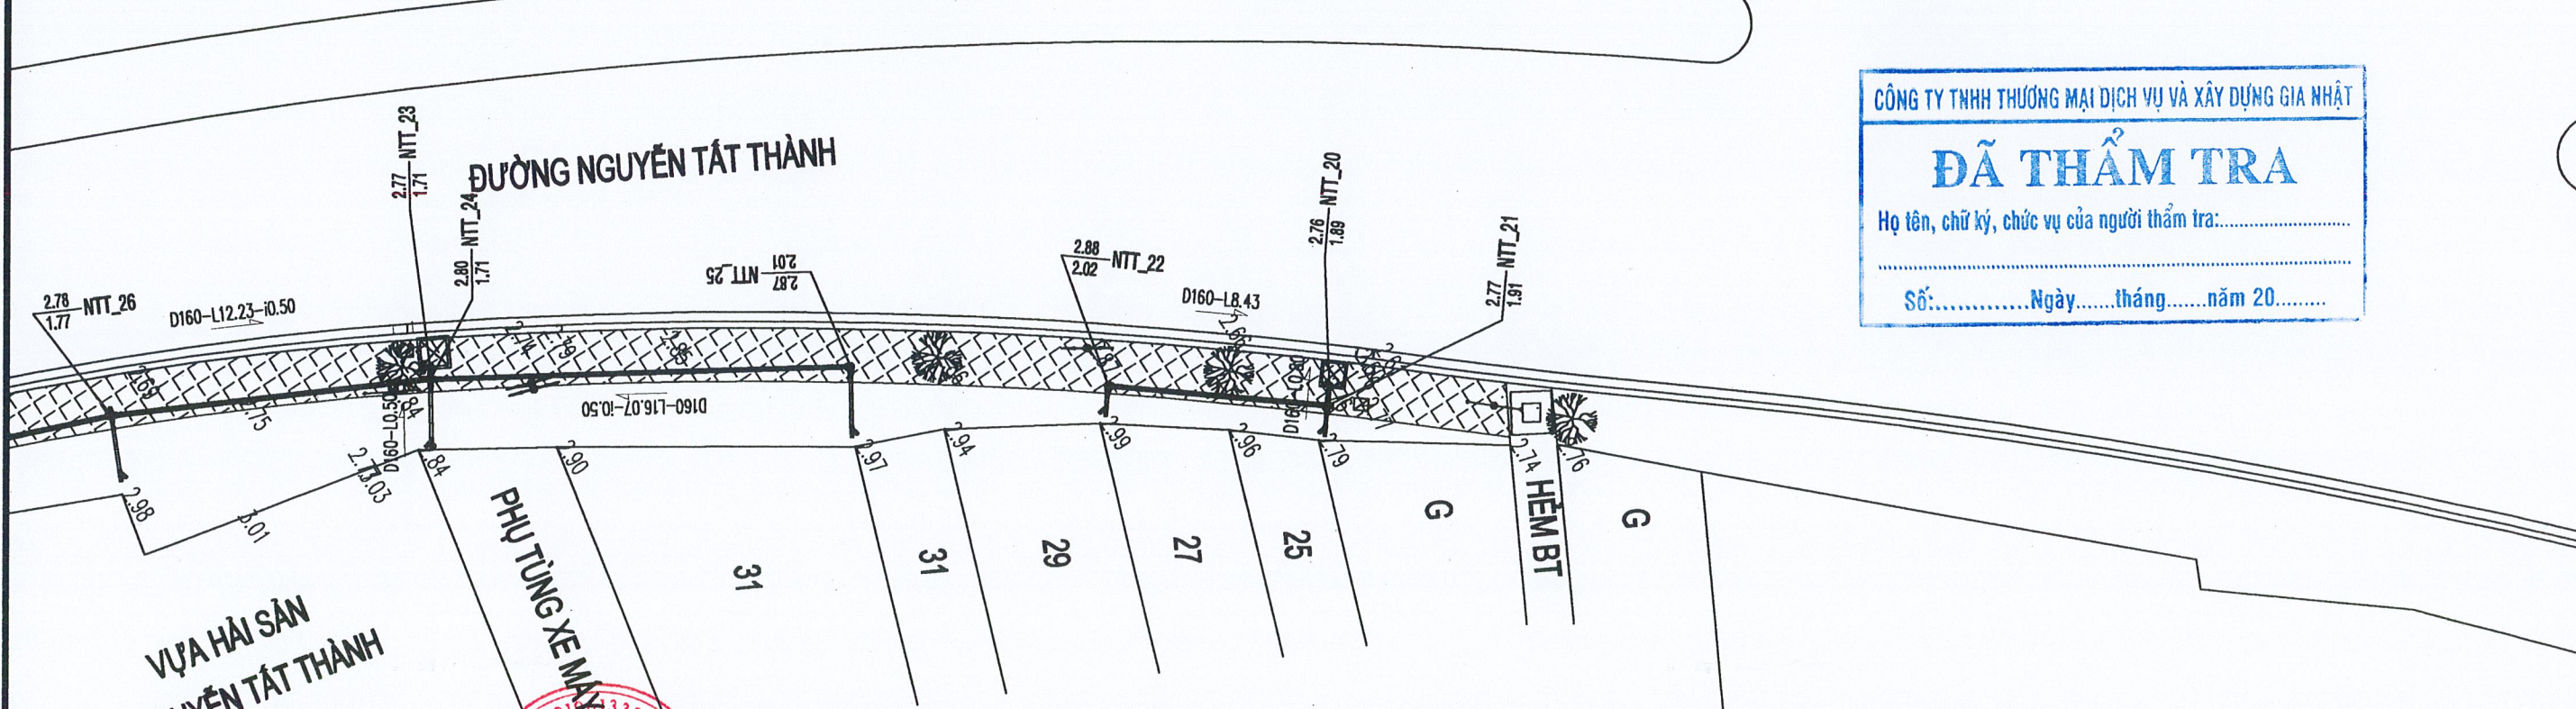 CÔNG TY TNHH THƯƠNG MẠI DỊCH VỤ VÀ XÂY DỰNG GIA NHẬT
ĐÃ THẨM TRA
Họ tên, chữ ký, chức vụ của người thẩm tra:
Số:.............Ngày.......tháng.......năm 20.........
ĐƯỜNG NGUYỄN TẤT THÀNH
2.77
1.71
NTT_23
2.80
1.71
NTT_24
2.78
1.77
NTT_26
D160-L12.23-i0.50
2.87
2.01
NTT_25
2.88
2.02
NTT_22
D160-L8.43
2.76
1.89
NTT_20
2.77
1.91
NTT_21
D160-L16.07-i0.50
D160-L0.50
2.98
3.01
2.90
2.97
2.94
2.99
2.96
2.79
2.74
2.76
31
31
29
27
25
G
HẺM BT
G
PHỤ TÙNG XE MÁY
VỰA HẢI SẢN
TẤT THÀNH